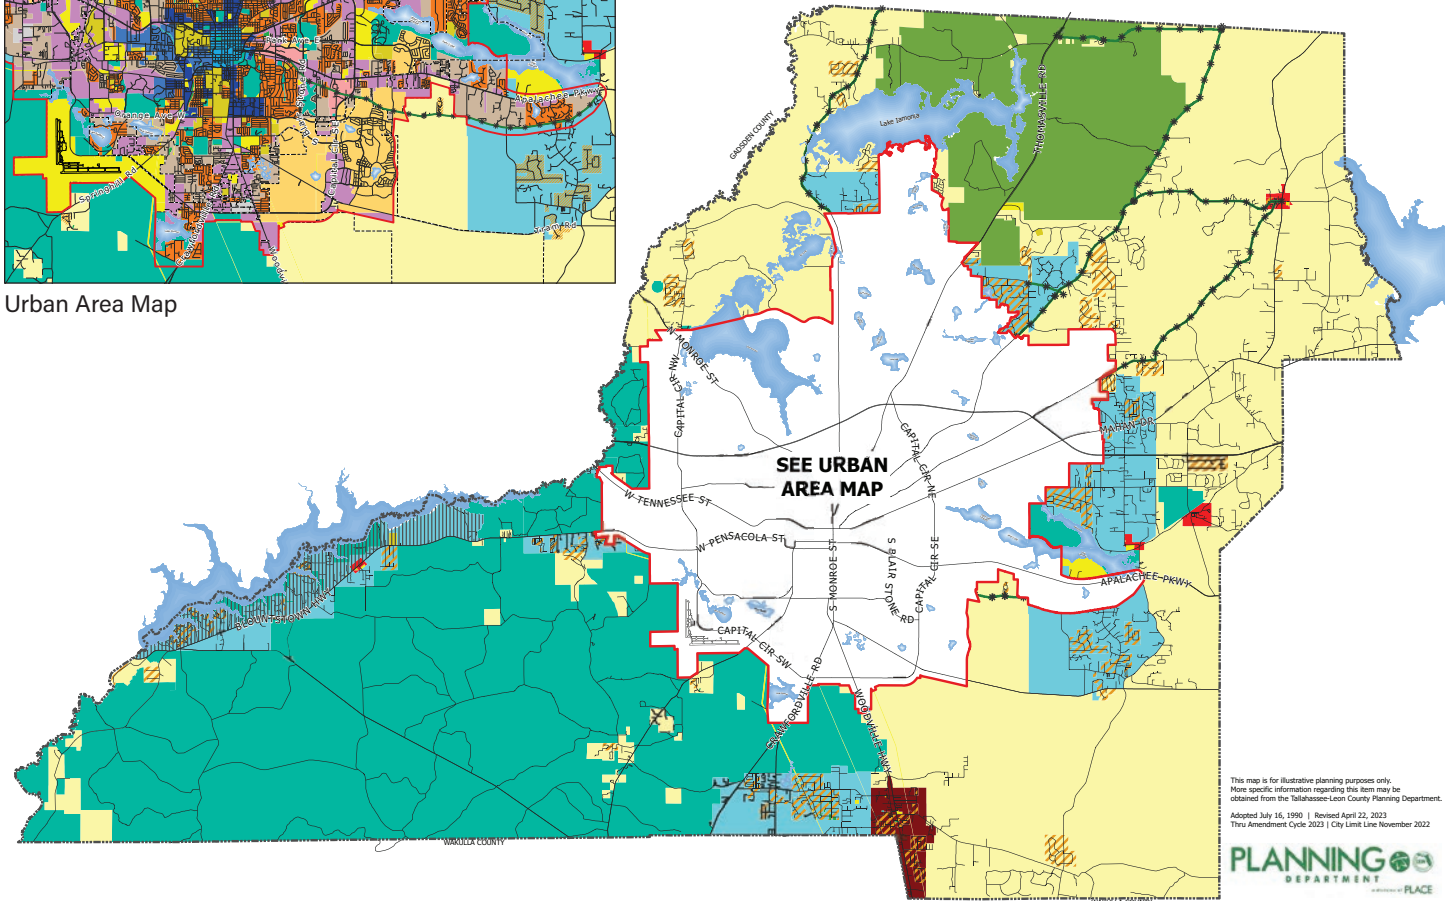 Park Ave E
Apalachee Pkwy
Orange Ave W
Springhill Rd
Tram Rd
Urban Area Map
GADSDEN COUNTY
Lake Iamonia
THOMASVILLE RD
N MONROE ST
CAPITAL CIR NW
CAPITAL CIR NE
MAHAN DR
SEE URBAN
AREA MAP
W TENNESSEE ST
W PENSACOLA ST
S MONROE ST
S BLAIR STONE RD
CAPITAL CIR SE
APALACHEE PKWY
BLOUNTSTOWN HWY
CAPITAL CIR SW
CRAWFORDVILLE RD
WOODVILLE HWY
WAKULLA COUNTY
This map is for illustrative planning purposes only.
More specific information regarding this item may be
obtained from the Tallahassee-Leon County Planning Department.
Adopted July 16, 1990 | Revised April 22, 2023
Thru Amendment Cycle 2023 | City Limit Line November 2022
PLANNING
DEPARTMENT
PLACE